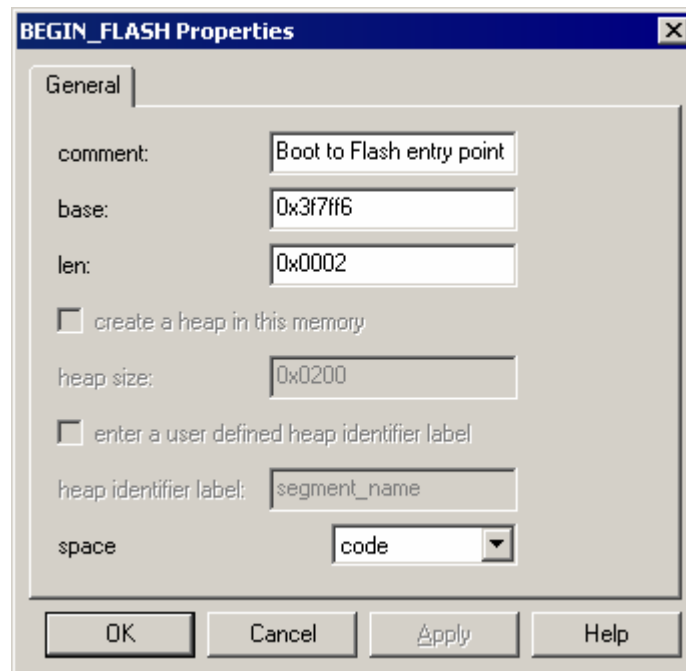 BEGIN_FLASH Properties
General
comment: Boot to Flash entry point
base: 0x3f7ff6
len: 0x0002
create a heap in this memory
heap size: 0x0200
enter a user defined heap identifier label
heap identifier label: segment_name
space code
OK Cancel Apply Help